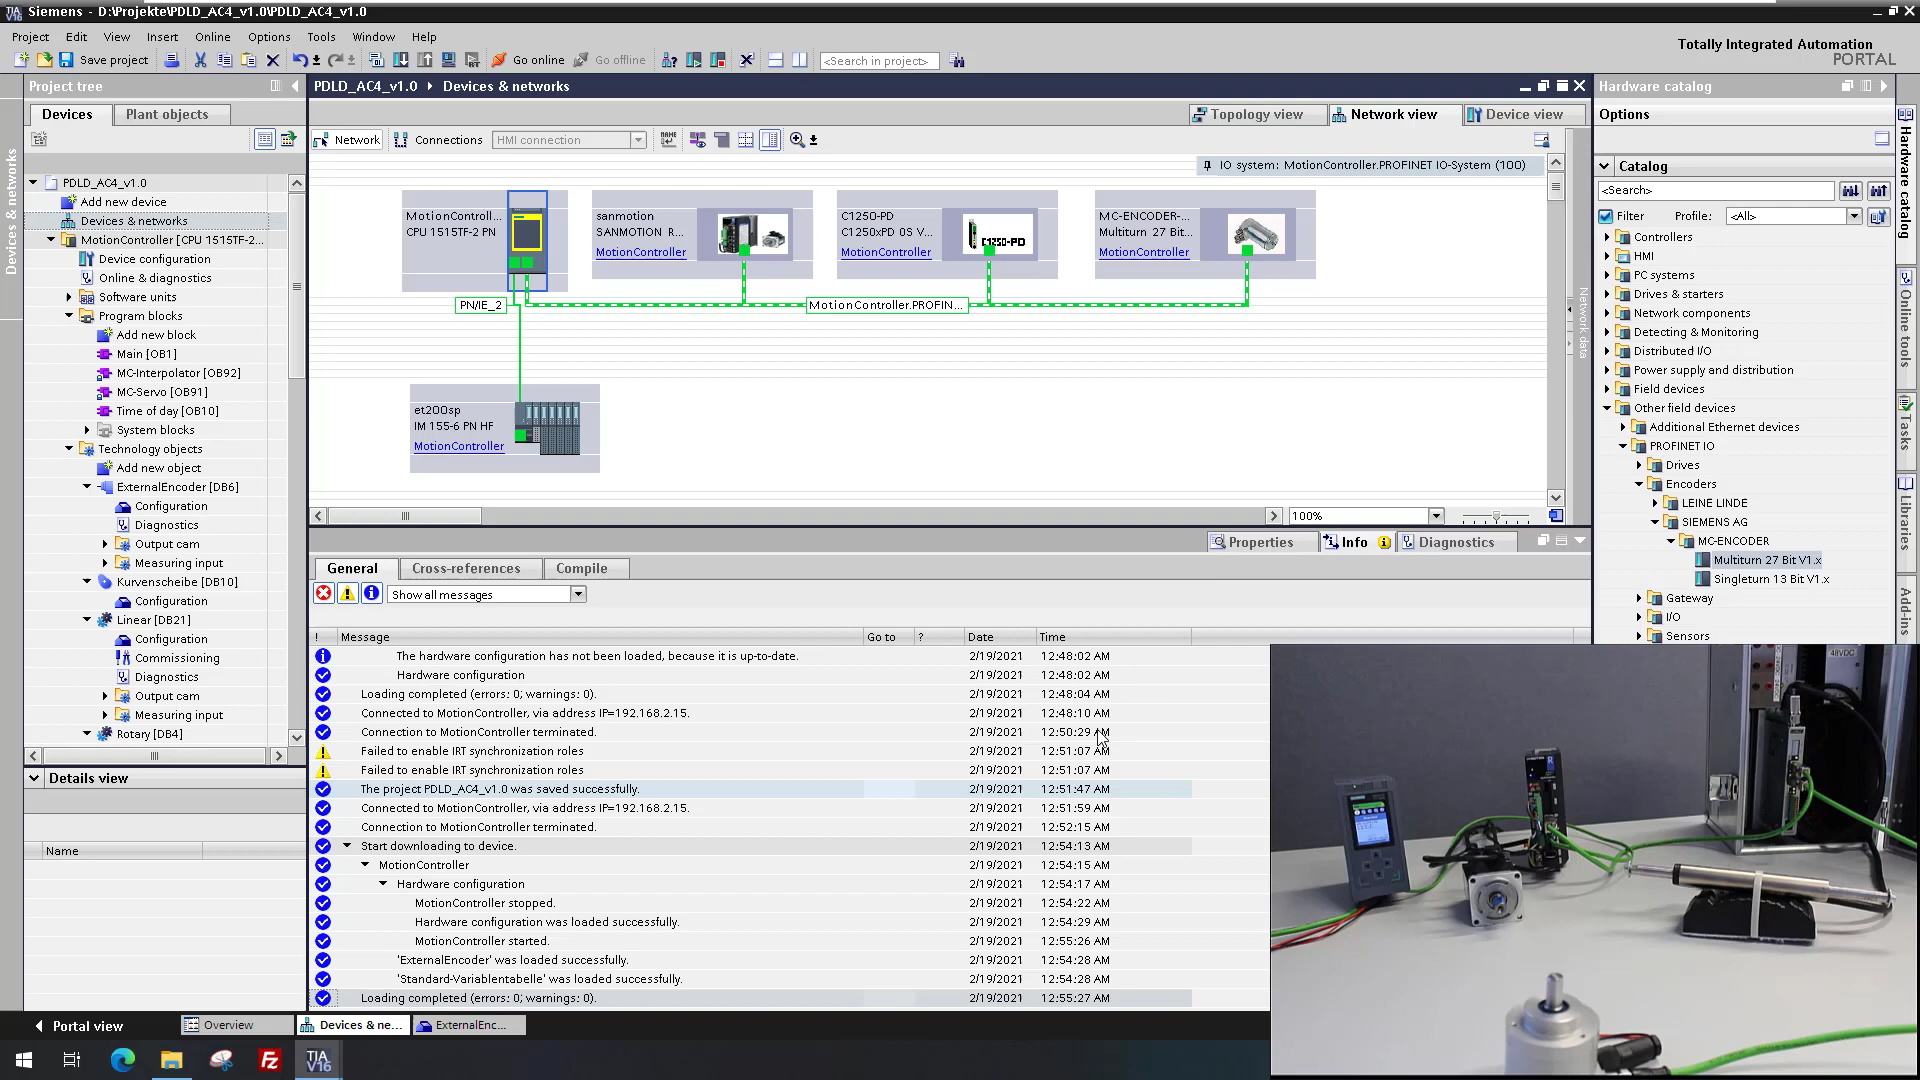 Siemens - D:\Projekte\PDLD_AC4_v1.0\PDLD_AC4_v1.0
Project Edit View Insert Online Options Tools Window Help
Totally Integrated Automation
PORTAL
Save project
Go online
Go offline
<Search in project>
Project tree
Devices
Plant objects
Devices & networks
PDLD_AC4_v1.0
Add new device
Devices & networks
MotionController [CPU 1515TF-2...
Device configuration
Online & diagnostics
Software units
Program blocks
Add new block
Main [OB1]
MC-Interpolator [OB92]
MC-Servo [OB91]
Time of day [OB10]
System blocks
Technology objects
Add new object
ExternalEncoder [DB6]
Configuration
Diagnostics
Output cam
Measuring input
Kurvenscheibe [DB10]
Configuration
Linear [DB21]
Configuration
Commissioning
Diagnostics
Output cam
Measuring input
Rotary [DB4]
Details view
Name
PDLD_AC4_v1.0 Devices & networks
Topology view
Network view
Device view
Network
Connections
HMI connection
IO system: MotionController.PROFINET IO-System (100)
MotionControll...
CPU 1515TF-2 PN
sanmotion
SANMOTION R...
MotionController
C1250-PD
C1250xPD 0S V...
MotionController
C1250-PD
MC-ENCODER-...
Multiturn 27 Bit...
MotionController
PN/IE_2
MotionController.PROFIN...
et200sp
IM 155-6 PN HF
MotionController
Network data
100%
Properties
Info
Diagnostics
General
Cross-references
Compile
Show all messages
! Message Go to ? Date Time
The hardware configuration has not been loaded, because it is up-to-date. 2/19/2021 12:48:02 AM
Hardware configuration 2/19/2021 12:48:02 AM
Loading completed (errors: 0; warnings: 0). 2/19/2021 12:48:04 AM
Connected to MotionController, via address IP=192.168.2.15. 2/19/2021 12:48:10 AM
Connection to MotionController terminated. 2/19/2021 12:50:29 AM
Failed to enable IRT synchronization roles 2/19/2021 12:51:07 AM
Failed to enable IRT synchronization roles 2/19/2021 12:51:07 AM
The project PDLD_AC4_v1.0 was saved successfully. 2/19/2021 12:51:47 AM
Connected to MotionController, via address IP=192.168.2.15. 2/19/2021 12:51:59 AM
Connection to MotionController terminated. 2/19/2021 12:52:15 AM
Start downloading to device. 2/19/2021 12:54:13 AM
MotionController 2/19/2021 12:54:15 AM
Hardware configuration 2/19/2021 12:54:17 AM
MotionController stopped. 2/19/2021 12:54:22 AM
Hardware configuration was loaded successfully. 2/19/2021 12:54:29 AM
MotionController started. 2/19/2021 12:55:26 AM
'ExternalEncoder' was loaded successfully. 2/19/2021 12:54:28 AM
'Standard-Variablentabelle' was loaded successfully. 2/19/2021 12:54:28 AM
Loading completed (errors: 0; warnings: 0). 2/19/2021 12:55:27 AM
Hardware catalog
Options
Catalog
<Search>
Filter
Profile:
<All>
Controllers
HMI
PC systems
Drives & starters
Network components
Detecting & Monitoring
Distributed I/O
Power supply and distribution
Field devices
Other field devices
Additional Ethernet devices
PROFINET IO
Drives
Encoders
LEINE LINDE
SIEMENS AG
MC-ENCODER
Multiturn 27 Bit V1.x
Singleturn 13 Bit V1.x
Gateway
I/O
Sensors
Hardware catalog
Online tools
Tasks
Libraries
Add-ins
48VDC
Portal view
Overview
Devices & ne...
ExternalEnc...
TIA
V16